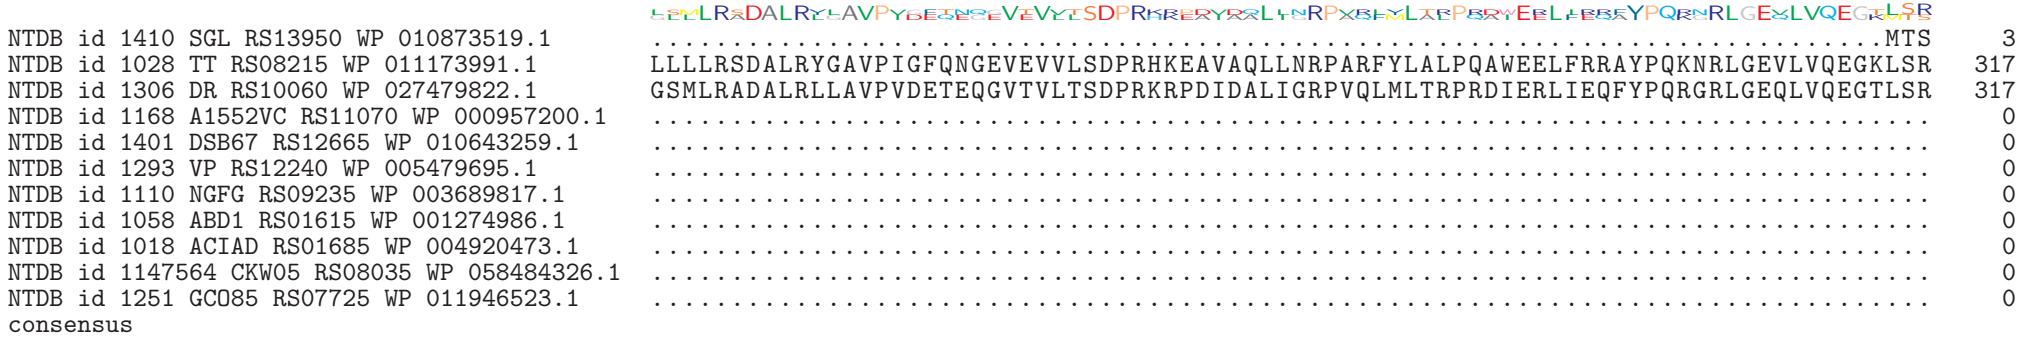 NTDB id 1410 SGL RS13950 WP 010873519.1 .............................................................................MTS 3
NTDB id 1028 TT RS08215 WP 011173991.1 LLLLRSDALRYGAVPIGFQNGEVEVVLSDPRHKEAVAQLLNRPARFYLALPQAWEELFRRAYPQKNRLGEVLVQEGKLSR 317
NTDB id 1306 DR RS10060 WP 027479822.1 GSMLRADALRLLAVPVDETEQGVTVLTSDPRKRPDIDALIGRPVQLMLTRPRDIERLIEQFYPQRGRLGEQLVQEGTLSR 317
NTDB id 1168 A1552VC RS11070 WP 000957200.1 ................................................................................ 0
NTDB id 1401 DSB67 RS12665 WP 010643259.1 ................................................................................ 0
NTDB id 1293 VP RS12240 WP 005479695.1 ................................................................................ 0
NTDB id 1110 NGFG RS09235 WP 003689817.1 ................................................................................ 0
NTDB id 1058 ABD1 RS01615 WP 001274986.1 ................................................................................ 0
NTDB id 1018 ACIAD RS01685 WP 004920473.1 ................................................................................ 0
NTDB id 1147564 CKW05 RS08035 WP 058484326.1 ................................................................................ 0
NTDB id 1251 GCO85 RS07725 WP 011946523.1 ................................................................................ 0
consensus